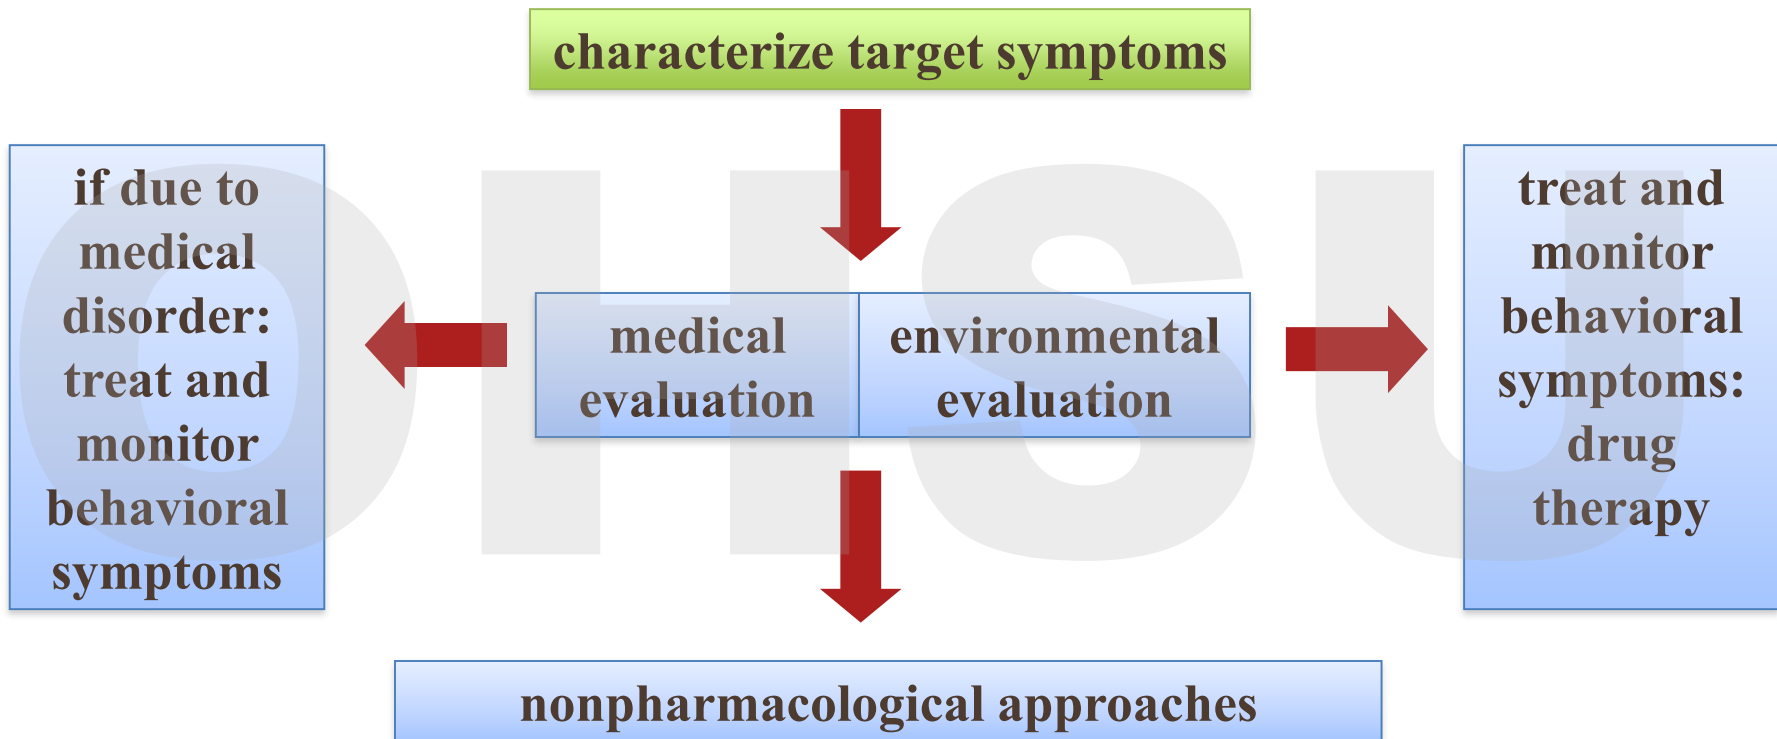 characterize target symptoms
if due to
medical
disorder:
treat and
monitor
behavioral
symptoms
medical
evaluation
environmental
evaluation
treat and
monitor
behavioral
symptoms:
drug
therapy
nonpharmacological approaches
OHSU